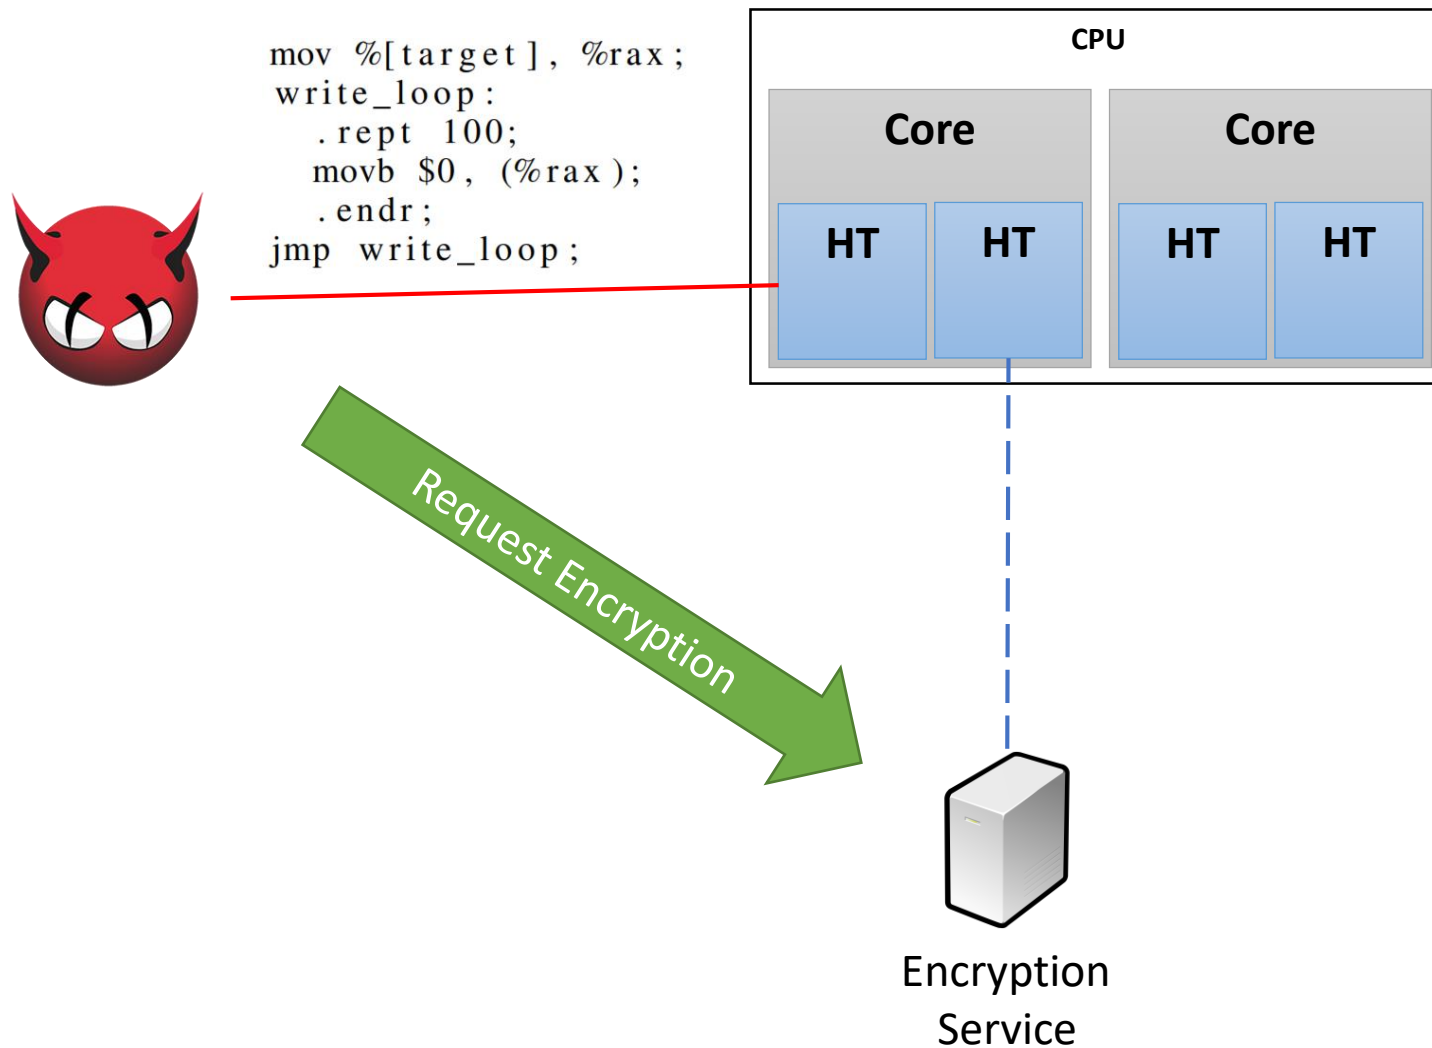 mov %[target], %rax;
write_loop:
.rept 100;
movb $0, (%rax);
.endr;
jmp write_loop;
CPU
Core
Core
HT
HT
HT
HT
Request Encryption
Encryption
Service